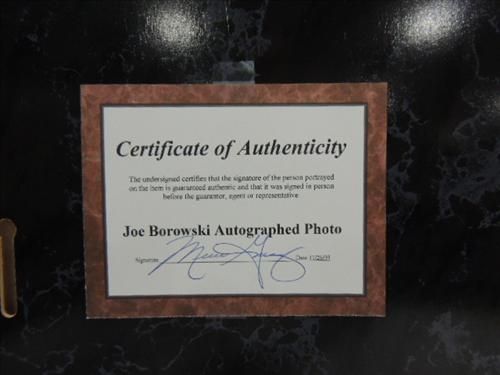 Certificate of Authenticity
The undersigned certifies that the signature of the person portrayed
on the item is guaranteed authentic and that it was signed in person
before the guarantor, agent or representative
Joe Borowski Autographed Photo
Signature Date